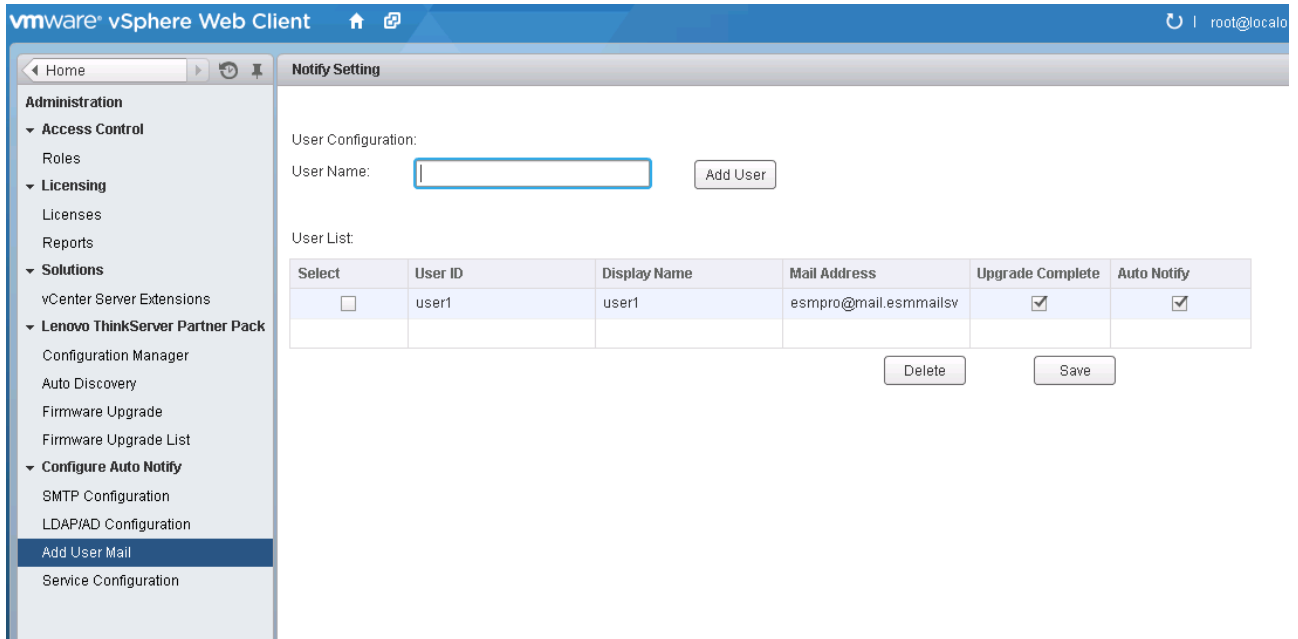 vmware® vSphere Web Client
root@localo
Home
Administration
Access Control
Roles
Licensing
Licenses
Reports
Solutions
vCenter Server Extensions
Lenovo ThinkServer Partner Pack
Configuration Manager
Auto Discovery
Firmware Upgrade
Firmware Upgrade List
Configure Auto Notify
SMTP Configuration
LDAP/AD Configuration
Add User Mail
Service Configuration
Notify Setting
User Configuration:
User Name: Add User
User List:
Select User ID Display Name Mail Address Upgrade Complete Auto Notify
user1 user1 esmpro@mail.esmmailsv
Delete Save